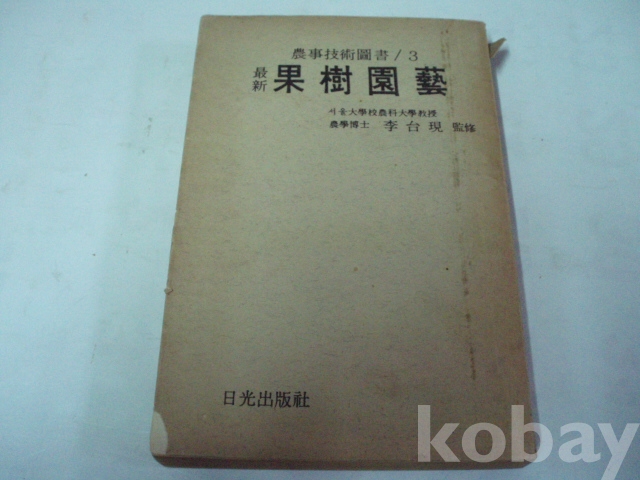 農事技術圖書/3
最新 果樹園藝
서울大學校農科大學敎授
農學博士 李台現 監修
日光出版社
kobay